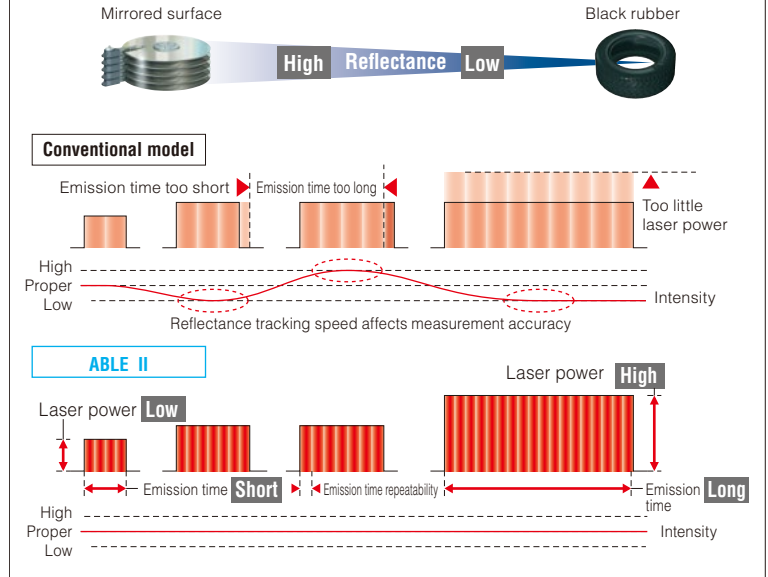 Mirrored surface
Black rubber
High Reflectance Low
Conventional model
Emission time too short
Emission time too long
Too little
laser power
High
Proper
Low
Intensity
Reflectance tracking speed affects measurement accuracy
ABLE II
Laser power High
Laser power Low
Emission time Short
Emission time repeatability
Emission Long
time
High
Proper
Low
Intensity